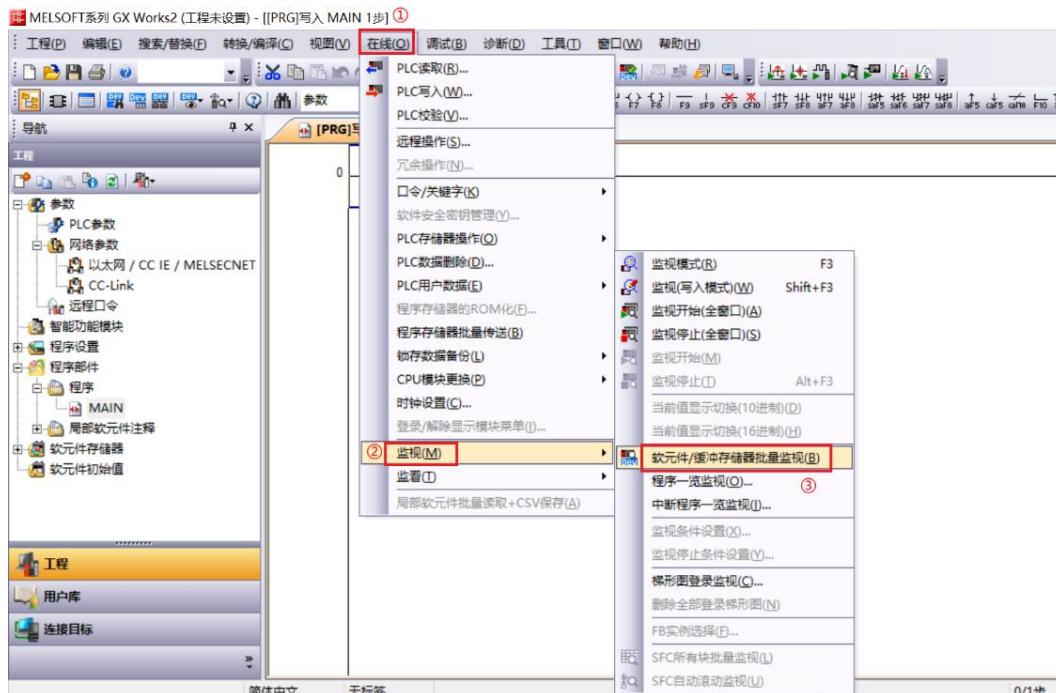 MELSOFT系列 GX Works2 (工程未设置) - [[PRG]写入 MAIN 1步] ①
工程(P) 编辑(E) 搜索/替换(F) 转换/编译(C) 视图(V) 在线(O) 调试(B) 诊断(D) 工具(T) 窗口(W) 帮助(H)
参数
F7 F8 F9 sF9 cF9 cF10 sF7 sF8 aF7 aF8 saF5 saF6 saF7 saF8 aF5 caF5 caF10 F10
导航
[PRG]写
工程
0
参数
PLC参数
网络参数
以太网 / CC IE / MELSECNET
CC-Link
远程口令
智能功能模块
程序设置
程序部件
程序
MAIN
局部软元件注释
软元件存储器
软元件初始值
工程
用户库
连接目标
PLC读取(R)...
PLC写入(W)...
PLC校验(V)...
远程操作(S)...
冗余操作(N)...
口令/关键字(K)
软件安全密钥管理(Y)...
PLC存储器操作(O)
PLC数据删除(D)...
PLC用户数据(E)
程序存储器的ROM化(F)...
程序存储器批量传送(B)
锁存数据备份(L)
CPU模块更换(P)
时钟设置(C)...
登录/解除显示模块菜单(I)...
② 监视(M)
监看(T)
局部软元件批量读取+CSV保存(A)
监视模式(R) F3
监视(写入模式)(W) Shift+F3
监视开始(全窗口)(A)
监视停止(全窗口)(S)
监视开始(M)
监视停止(T) Alt+F3
当前值显示切换(10进制)(D)
当前值显示切换(16进制)(H)
软元件/缓冲存储器批量监视(B)
程序一览监视(O)... ③
中断程序一览监视(J)...
监视条件设置(X)...
监视停止条件设置(Y)...
梯形图登录监视(C)...
删除全部登录梯形图(N)
FB实例选择(F)...
SFC所有块批量监视(L)
SFC自动滚动监视(U)
简体中文 无标签 0/1步